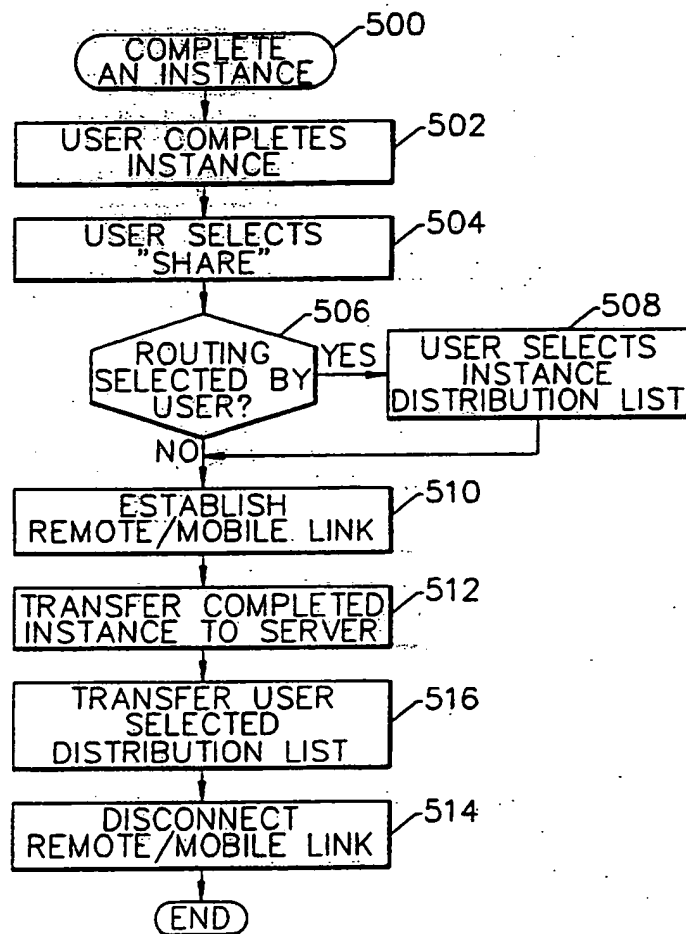 500
COMPLETE
AN INSTANCE
502
USER COMPLETES
INSTANCE
504
USER SELECTS
"SHARE"
506
ROUTING
SELECTED BY
USER?
YES
508
USER SELECTS
INSTANCE
DISTRIBUTION LIST
NO
510
ESTABLISH
REMOTE/MOBILE LINK
512
TRANSFER COMPLETED
INSTANCE TO SERVER
516
TRANSFER USER
SELECTED
DISTRIBUTION LIST
514
DISCONNECT
REMOTE/MOBILE LINK
END